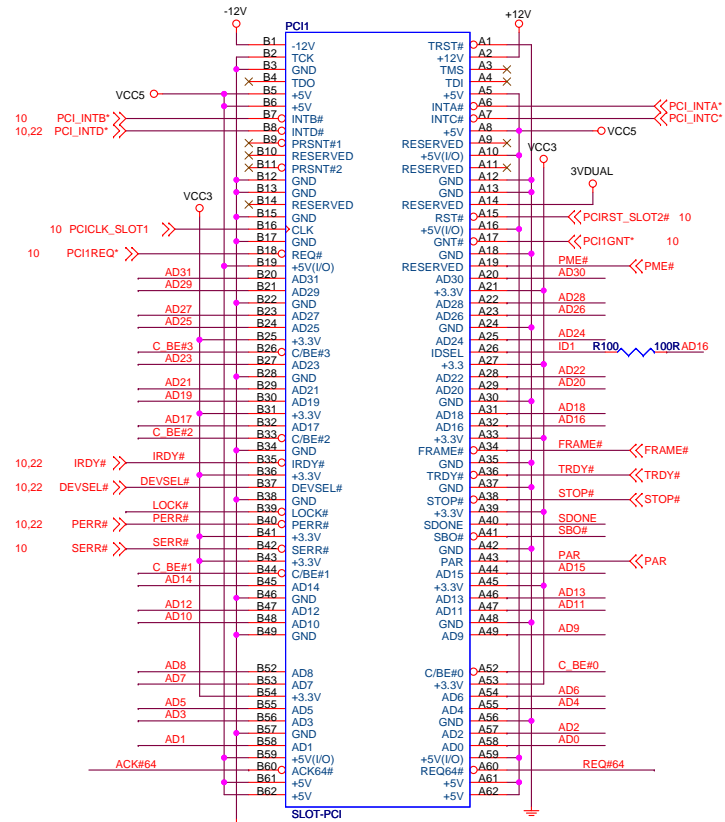 -12V +12V
PCI1
B1 -12V TRST# A1
B2 TCK +12V A2
B3 GND TMS A3
B4 TDO TDI A4
VCC5 B5 +5V +5V A5
B6 +5V INTA# A6 PCI_INTA*
10 PCI_INTB* B7 INTB# INTC# A7 PCI_INTC*
10,22 PCI_INTD* B8 INTD# +5V A8 VCC5
B9 PRSNT#1 RESERVED A9
B10 RESERVED +5V(I/O) A10 VCC3
B11 PRSNT#2 RESERVED A11
B12 GND GND A12
B13 GND GND A13 3VDUAL
VCC3 B14 RESERVED RESERVED A14
B15 GND RST# A15 PCIRST_SLOT2# 10
10 PCICLK_SLOT1 B16 CLK +5V(I/O) A16
B17 GND GNT# A17 PCI1GNT* 10
10 PCI1REQ* B18 REQ# GND A18
B19 +5V(I/O) RESERVED A19 PME# PME#
AD31 B20 AD31 AD30 A20 AD30
AD29 B21 AD29 +3.3V A21
B22 GND AD28 A22 AD28
AD27 B23 AD27 AD26 A23 AD26
AD25 B24 AD25 GND A24
B25 +3.3V AD24 A25 AD24
C_BE#3 B26 C/BE#3 IDSEL A26 ID1 R100 100R AD16
AD23 B27 AD23 +3.3 A27
B28 GND AD22 A28 AD22
AD21 B29 AD21 AD20 A29 AD20
AD19 B30 AD19 GND A30
B31 +3.3V AD18 A31 AD18
AD17 B32 AD17 AD16 A32 AD16
C_BE#2 B33 C/BE#2 +3.3V A33
B34 GND FRAME# A34 FRAME# FRAME#
10,22 IRDY# IRDY# B35 IRDY# GND A35
B36 +3.3V TRDY# A36 TRDY# TRDY#
10,22 DEVSEL# DEVSEL# B37 DEVSEL# GND A37
B38 GND STOP# A38 STOP# STOP#
LOCK# B39 LOCK# +3.3V A39
10,22 PERR# PERR# B40 PERR# SDONE A40 SDONE
B41 +3.3V SBO# A41 SBO#
10 SERR# SERR# B42 SERR# GND A42
B43 +3.3V PAR A43 PAR PAR
C_BE#1 B44 C/BE#1 AD15 A44 AD15
AD14 B45 AD14 +3.3V A45
B46 GND AD13 A46 AD13
AD12 B47 AD12 AD11 A47 AD11
AD10 B48 AD10 GND A48
B49 GND AD9 A49 AD9
AD8 B52 AD8 C/BE#0 A52 C_BE#0
AD7 B53 AD7 +3.3V A53
B54 +3.3V AD6 A54 AD6
AD5 B55 AD5 AD4 A55 AD4
AD3 B56 AD3 GND A56
B57 GND AD2 A57 AD2
AD1 B58 AD1 AD0 A58 AD0
B59 +5V(I/O) +5V(I/O) A59
ACK#64 B60 ACK64# REQ64# A60 REQ#64
B61 +5V +5V A61
B62 +5V +5V A62
SLOT-PCI